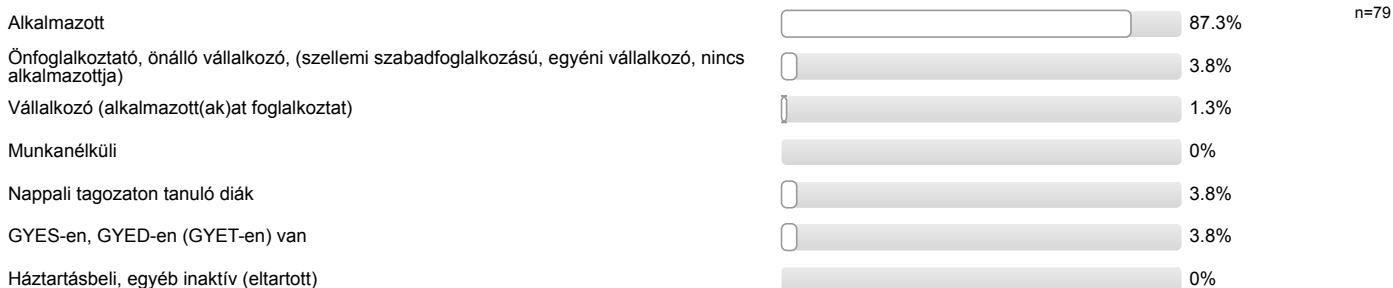 Alkalmazott 87.3% n=79
Önfoglalkoztató, önálló vállalkozó, (szellemi szabadfoglalkozású, egyéni vállalkozó, nincs
alkalmazottja) 3.8%
Vállalkozó (alkalmazott(ak)at foglalkoztat) 1.3%
Munkanélküli 0%
Nappali tagozaton tanuló diák 3.8%
GYES-en, GYED-en (GYET-en) van 3.8%
Háztartásbeli, egyéb inaktív (eltartott) 0%